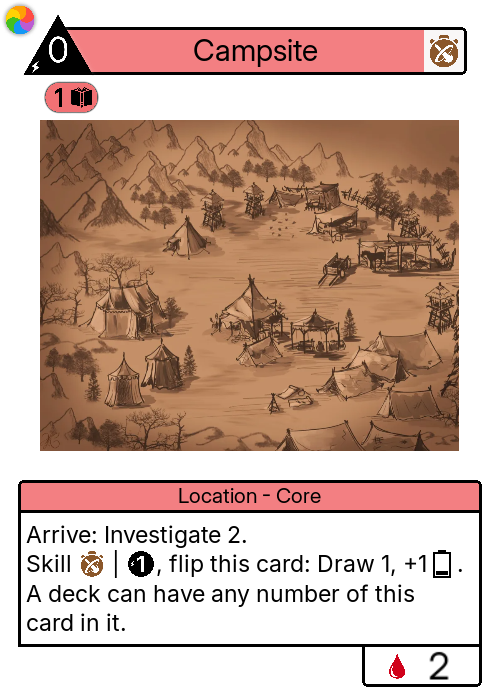 0
Campsite
1
Location - Core
Arrive: Investigate 2.
Skill | 1, flip this card: Draw 1, +1 .
A deck can have any number of this
card in it.
2